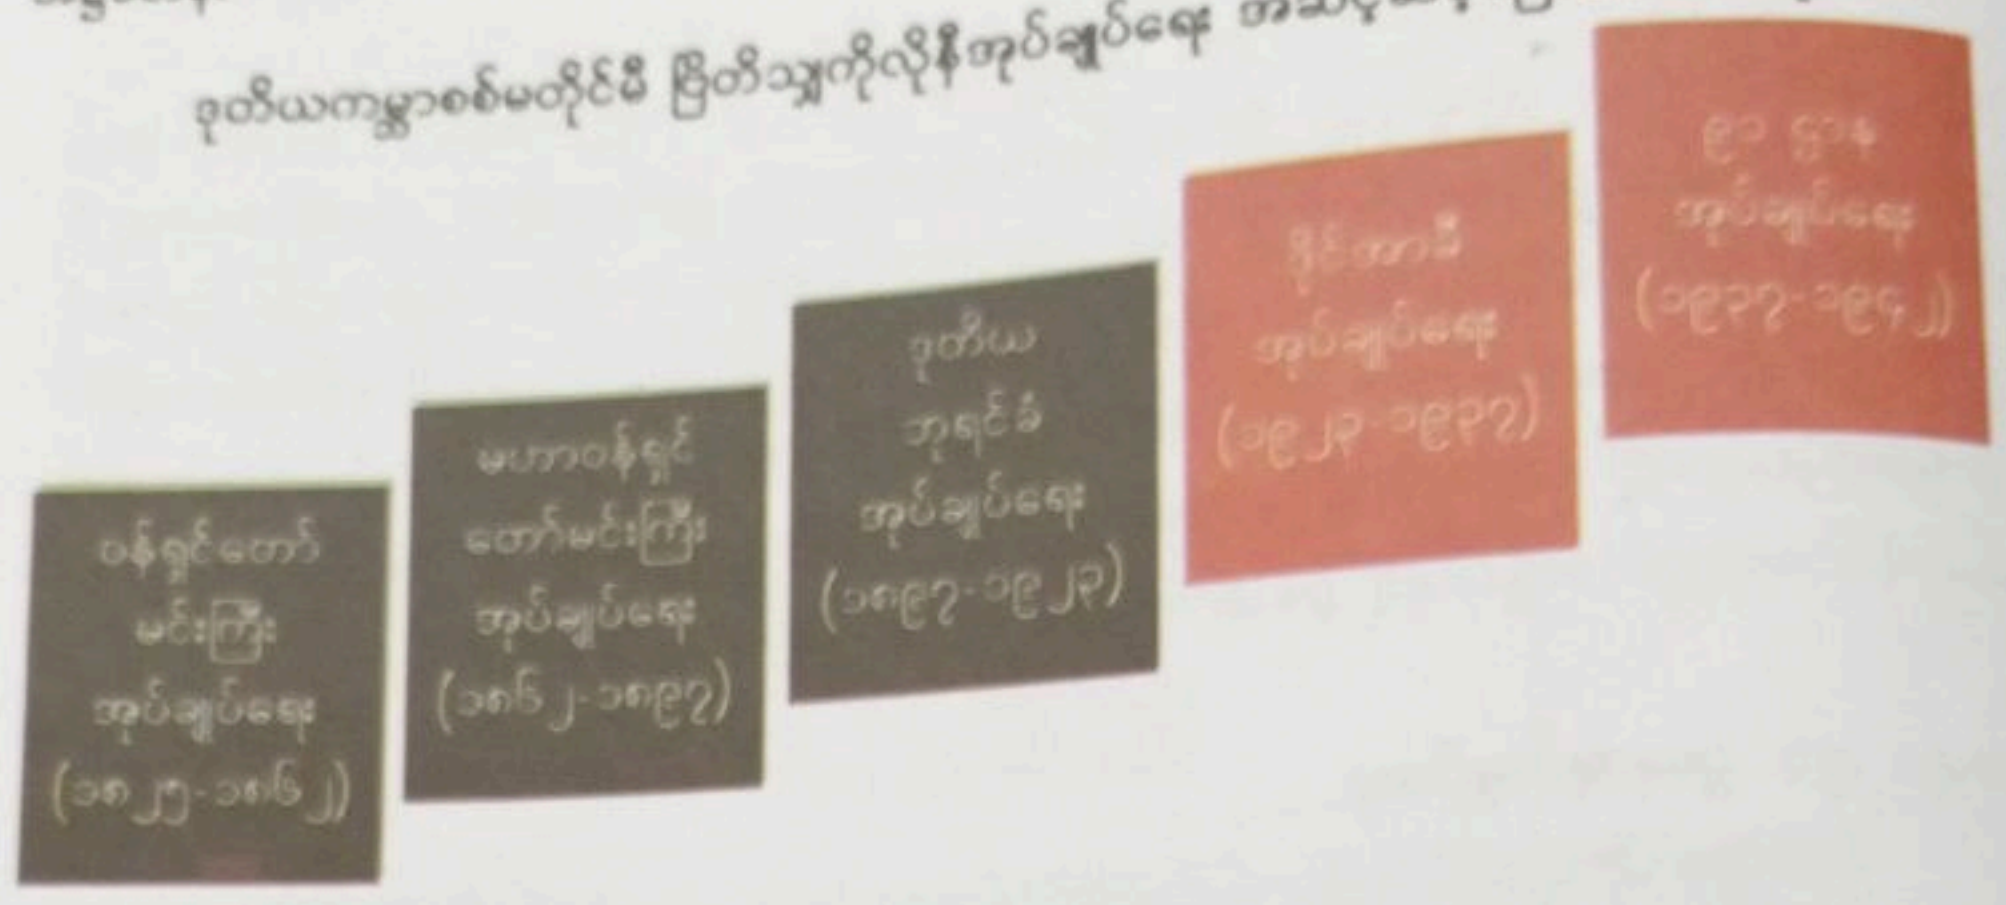 ဒုတိယကမ္ဘာစစ်မတိုင်မီ ဗြိတိသျှကိုလိုနီအုပ်ချုပ်ရေး
ဝန်ရှင်တော်
မင်းကြီး
အုပ်ချုပ်ရေး
(၁၈၂၅-၁၈၆၂)
မဟာဝန်ရှင်
တော်မင်းကြီး
အုပ်ချုပ်ရေး
(၁၈၆၂-၁၈၉၇)
ဒုတိယ
ဘုရင်ခံ
အုပ်ချုပ်ရေး
(၁၈၉၇-၁၉၂၃)
ဒိုင်အာခီ
အုပ်ချုပ်ရေး
(၁၉၂၃-၁၉၃၇)
၉၁ ဌာန
အုပ်ချုပ်ရေး
(၁၉၃၇-၁၉၄၂)